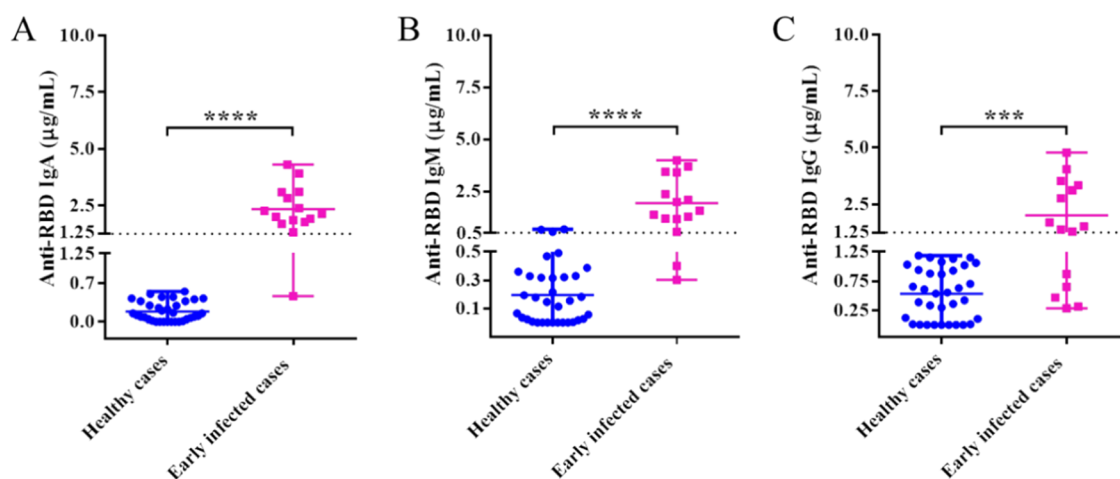 A
Anti-RBD IgA (μg/mL)
10.0
7.5
5.0
2.5
1.25
1.25
0.7
0.0
****
Healthy cases
Early infected cases
B
Anti-RBD IgM (μg/mL)
10.0
7.5
5.0
2.5
0.5
0.5
0.3
0.1
****
Healthy cases
Early infected cases
C
Anti-RBD IgG (μg/mL)
10.0
7.5
5.0
2.5
1.25
1.25
0.75
0.25
***
Healthy cases
Early infected cases